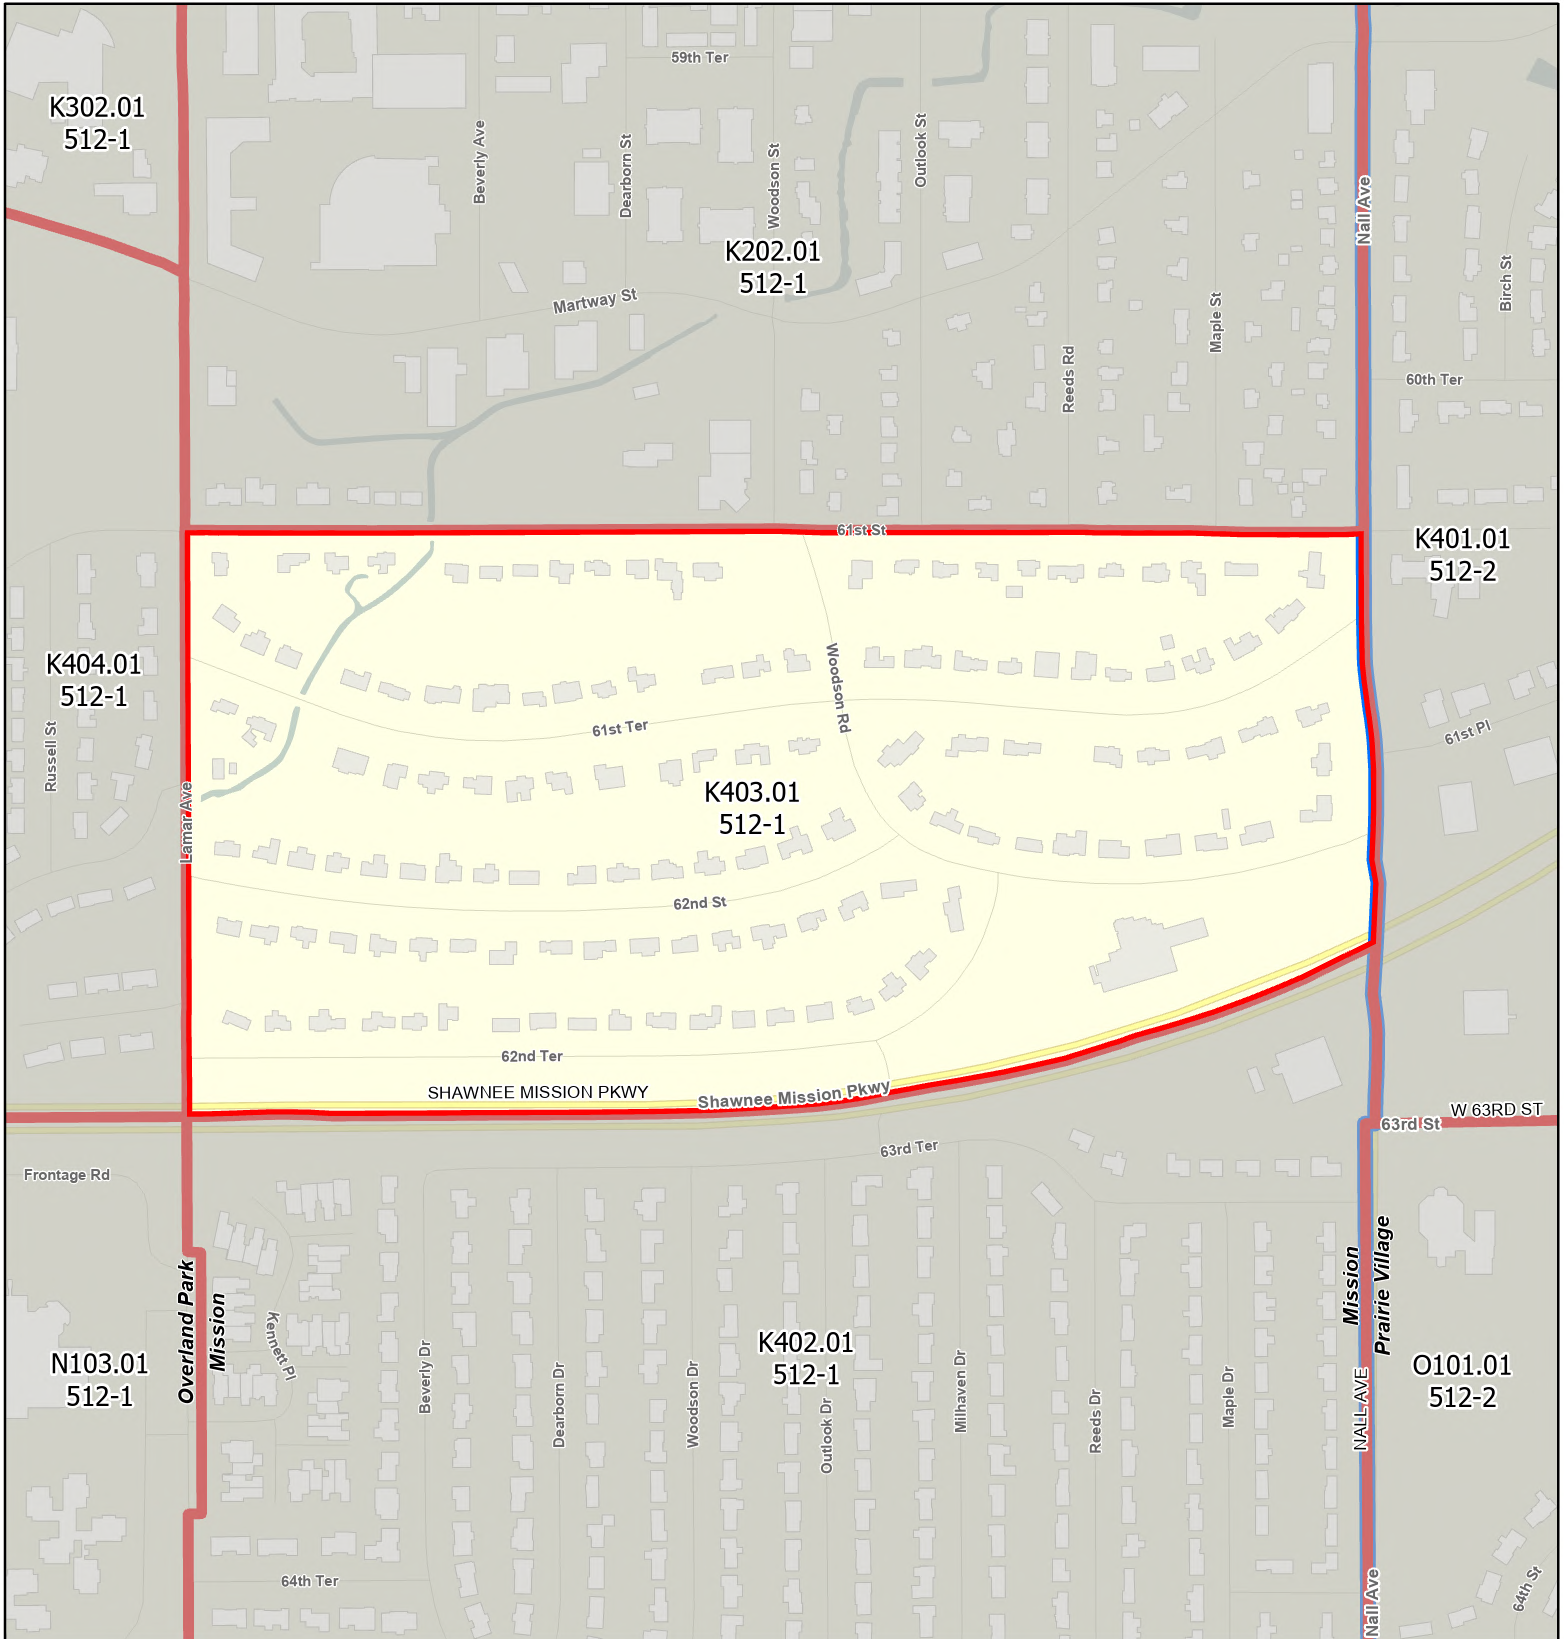 59th Ter
K302.01
512-1
Beverly Ave
Dearborn St
Woodson St
Outlook St
Nall Ave
K202.01
512-1
Birch St
Martway St
Maple St
Reeds Rd
60th Ter
61st St
K401.01
512-2
K404.01
512-1
Woodson Rd
61st Ter
61st Pl
Russell St
Lamar Ave
K403.01
512-1
62nd St
62nd Ter
SHAWNEE MISSION PKWY
Shawnee Mission Pkwy
W 63RD ST
63rd St
63rd Ter
Frontage Rd
Overland Park
Mission
Mission
Prairie Village
Kennett Pl
K402.01
512-1
N103.01
512-1
O101.01
512-2
Beverly Dr
Dearborn Dr
Woodson Dr
Outlook Dr
Milhaven Dr
Reeds Dr
Maple Dr
NALL AVE
64th Ter
Nall Ave
64th St